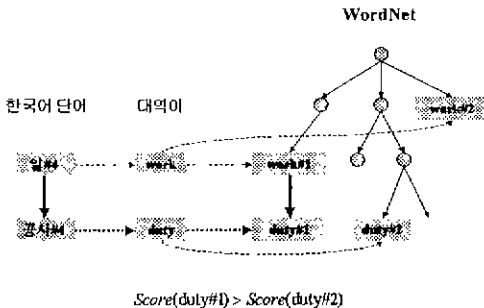 WordNet
한국어 단어 대역어
work#2
일#4 work work#1
duty duty#1 duty#2
Score(duty#1) > Score(duty#2)